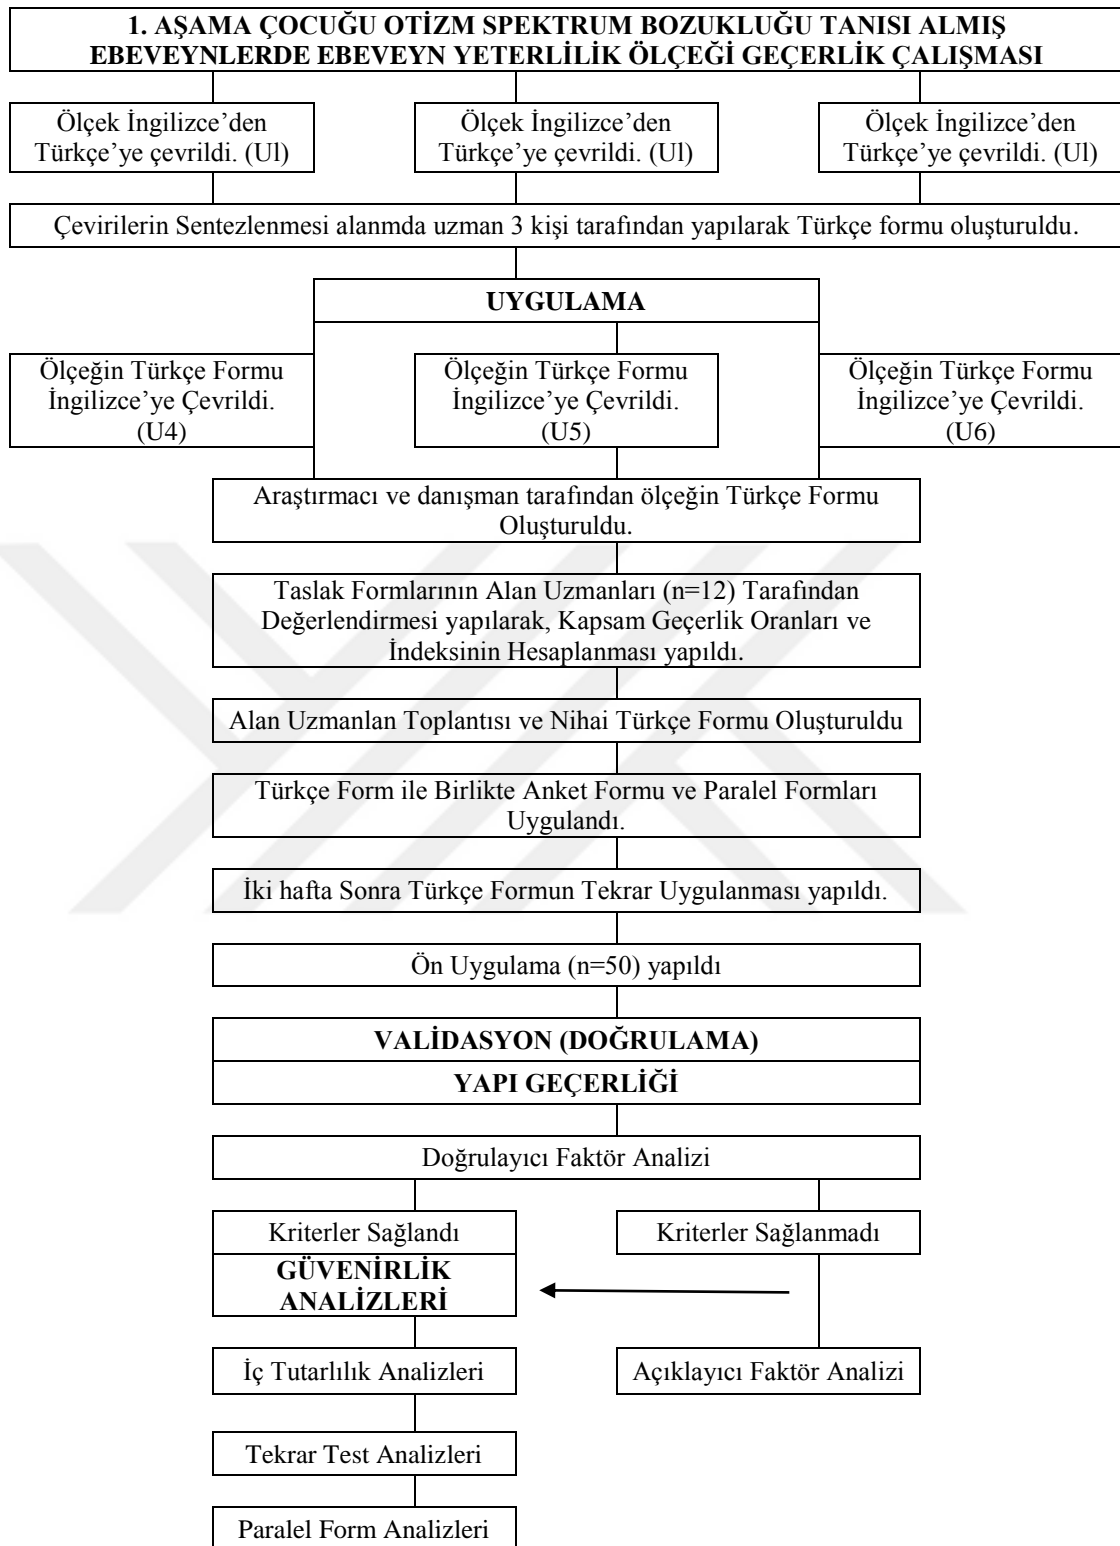 1. AŞAMA ÇOCUĞU OTİZM SPEKTRUM BOZUKLUĞU TANISI ALMIŞ
EBEVEYNLERDE EBEVEYN YETERLİLİK ÖLÇEĞİ GEÇERLİK ÇALIŞMASI
Ölçek İngilizce’den
Türkçe’ye çevrildi. (Ul)
Ölçek İngilizce’den
Türkçe’ye çevrildi. (Ul)
Ölçek İngilizce’den
Türkçe’ye çevrildi. (Ul)
Çevirilerin Sentezlenmesi alanmda uzman 3 kişi tarafından yapılarak Türkçe formu oluşturuldu.
UYGULAMA
Ölçeğin Türkçe Formu
İngilizce’ye Çevrildi.
(U4)
Ölçeğin Türkçe Formu
İngilizce’ye Çevrildi.
(U5)
Ölçeğin Türkçe Formu
İngilizce’ye Çevrildi.
(U6)
Araştırmacı ve danışman tarafından ölçeğin Türkçe Formu
Oluşturuldu.
Taslak Formlarının Alan Uzmanları (n=12) Tarafından
Değerlendirmesi yapılarak, Kapsam Geçerlik Oranları ve
İndeksinin Hesaplanması yapıldı.
Alan Uzmanlan Toplantısı ve Nihai Türkçe Formu Oluşturuldu
Türkçe Form ile Birlikte Anket Formu ve Paralel Formları
Uygulandı.
İki hafta Sonra Türkçe Formun Tekrar Uygulanması yapıldı.
Ön Uygulama (n=50) yapıldı
VALİDASYON (DOĞRULAMA)
YAPI GEÇERLİĞİ
Doğrulayıcı Faktör Analizi
Kriterler Sağlandı
Kriterler Sağlanmadı
GÜVENİRLİK
ANALİZLERİ
İç Tutarlılık Analizleri
Açıklayıcı Faktör Analizi
Tekrar Test Analizleri
Paralel Form Analizleri